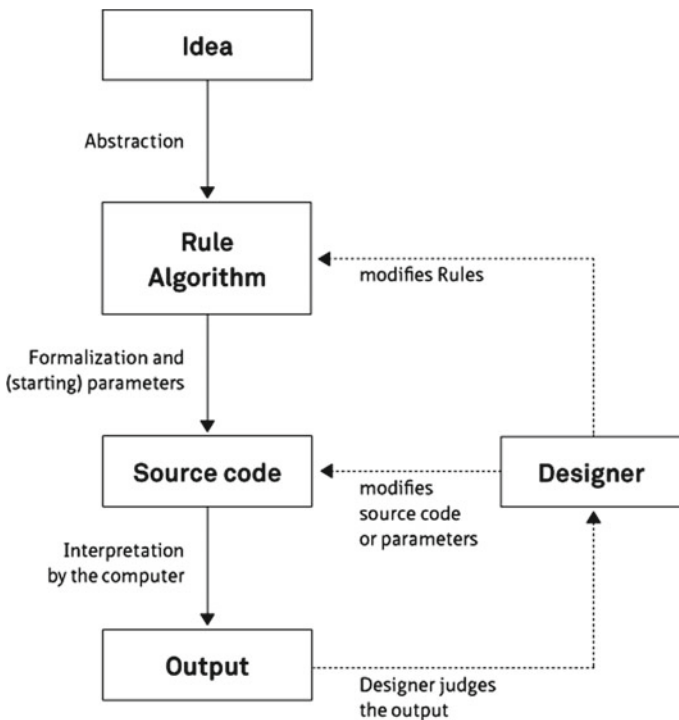 Idea
Abstraction
Rule
Algorithm
modifies Rules
Formalization and
(starting) parameters
Source code
Designer
modifies
source code
or parameters
Interpretation
by the computer
Output
Designer judges
the output